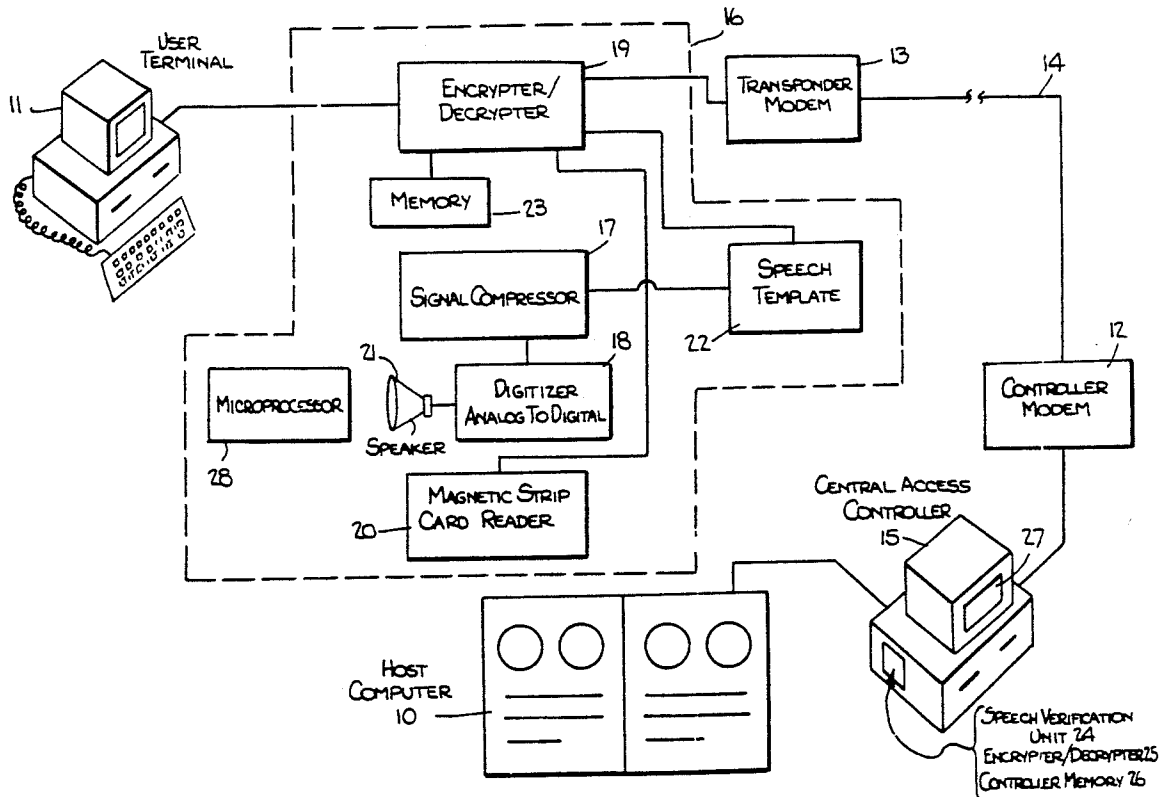 USER
TERMINAL
11
16
19
ENCRYPTER/
DECRYPTER
13
TRANSPONDER
MODEM
14
MEMORY
23
17
SIGNAL COMPRESSOR
SPEECH
TEMPLATE
22
MICROPROCESSOR
28
21
SPEAKER
18
DIGITIZER
ANALOG TO DIGITAL
MAGNETIC STRIP
CARD READER
20
12
CONTROLLER
MODEM
CENTRAL ACCESS
CONTROLLER
15
27
HOST
COMPUTER
10
SPEECH VERIFICATION
UNIT 24
ENCRYPTER/DECRYPTER 25
CONTROLLER MEMORY 26